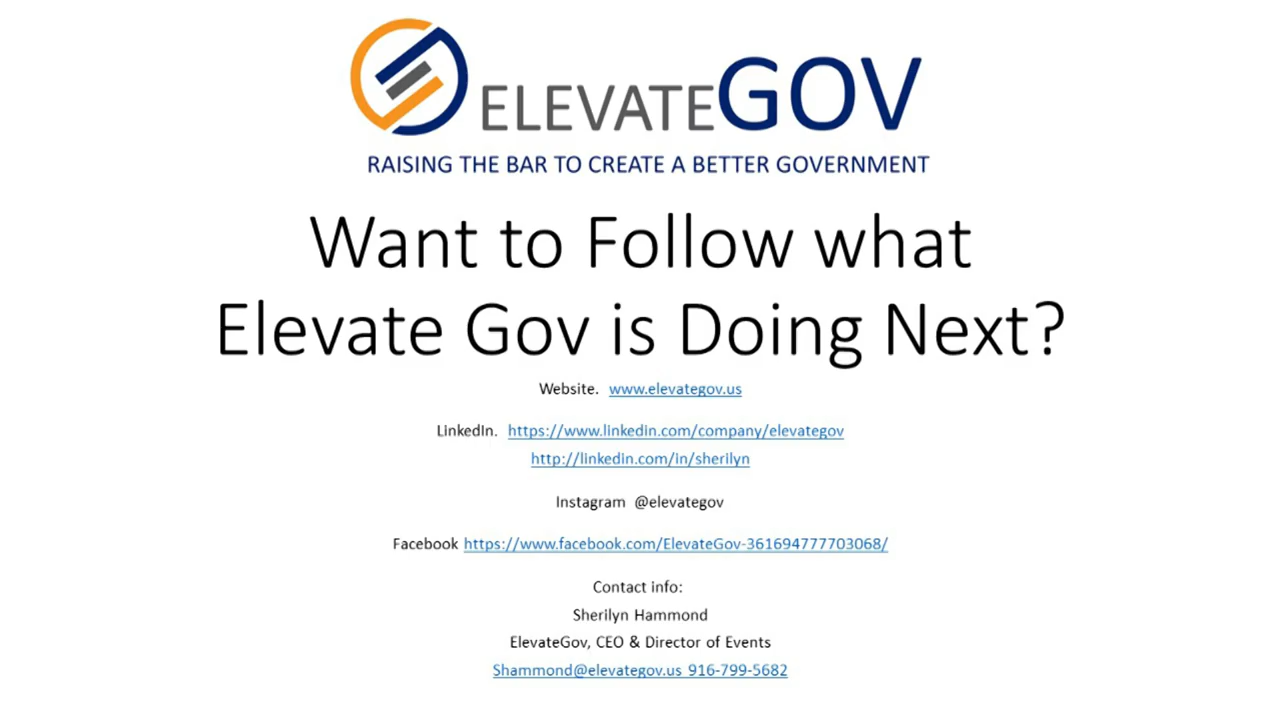 ELEVATEGOV
RAISING THE BAR TO CREATE A BETTER GOVERNMENT
Want to Follow what
Elevate Gov is Doing Next?
Website. www.elevategov.us
LinkedIn. https://www.linkedin.com/company/elevategov
http://linkedin.com/in/sherilyn
Instagram @elevategov
Facebook https://www.facebook.com/ElevateGov-361694777703068/
Contact info:
Sherilyn Hammond
ElevateGov, CEO & Director of Events
Shammond@elevategov.us 916-799-5682